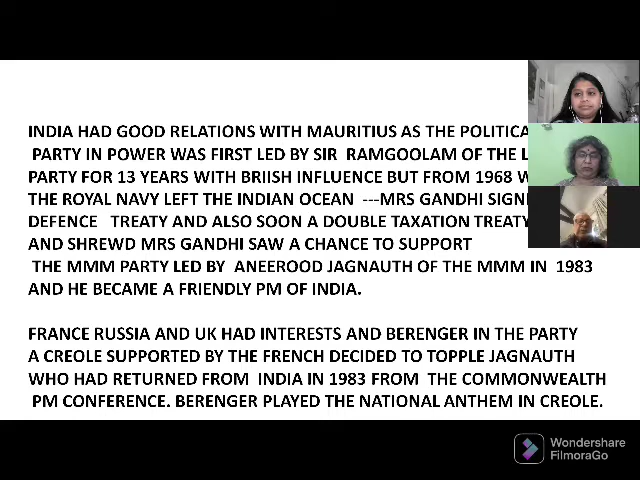 INDIA HAD GOOD RELATIONS WITH MAURITIUS AS THE POLITICA
PARTY IN POWER WAS FIRST LED BY SIR RAMGOOLAM OF THE L
PARTY FOR 13 YEARS WITH BRIISH INFLUENCE BUT FROM 1968 W
THE ROYAL NAVY LEFT THE INDIAN OCEAN ---MRS GANDHI SIGN
DEFENCE TREATY AND ALSO SOON A DOUBLE TAXATION TREATY
AND SHREWD MRS GANDHI SAW A CHANCE TO SUPPORT
THE MMM PARTY LED BY ANEEROOD JAGNAUTH OF THE MMM IN 1983
AND HE BECAME A FRIENDLY PM OF INDIA.
FRANCE RUSSIA AND UK HAD INTERESTS AND BERENGER IN THE PARTY
A CREOLE SUPPORTED BY THE FRENCH DECIDED TO TOPPLE JAGNAUTH
WHO HAD RETURNED FROM INDIA IN 1983 FROM THE COMMONWEALTH
PM CONFERENCE. BERENGER PLAYED THE NATIONAL ANTHEM IN CREOLE.
Wondershare
FilmoraGo